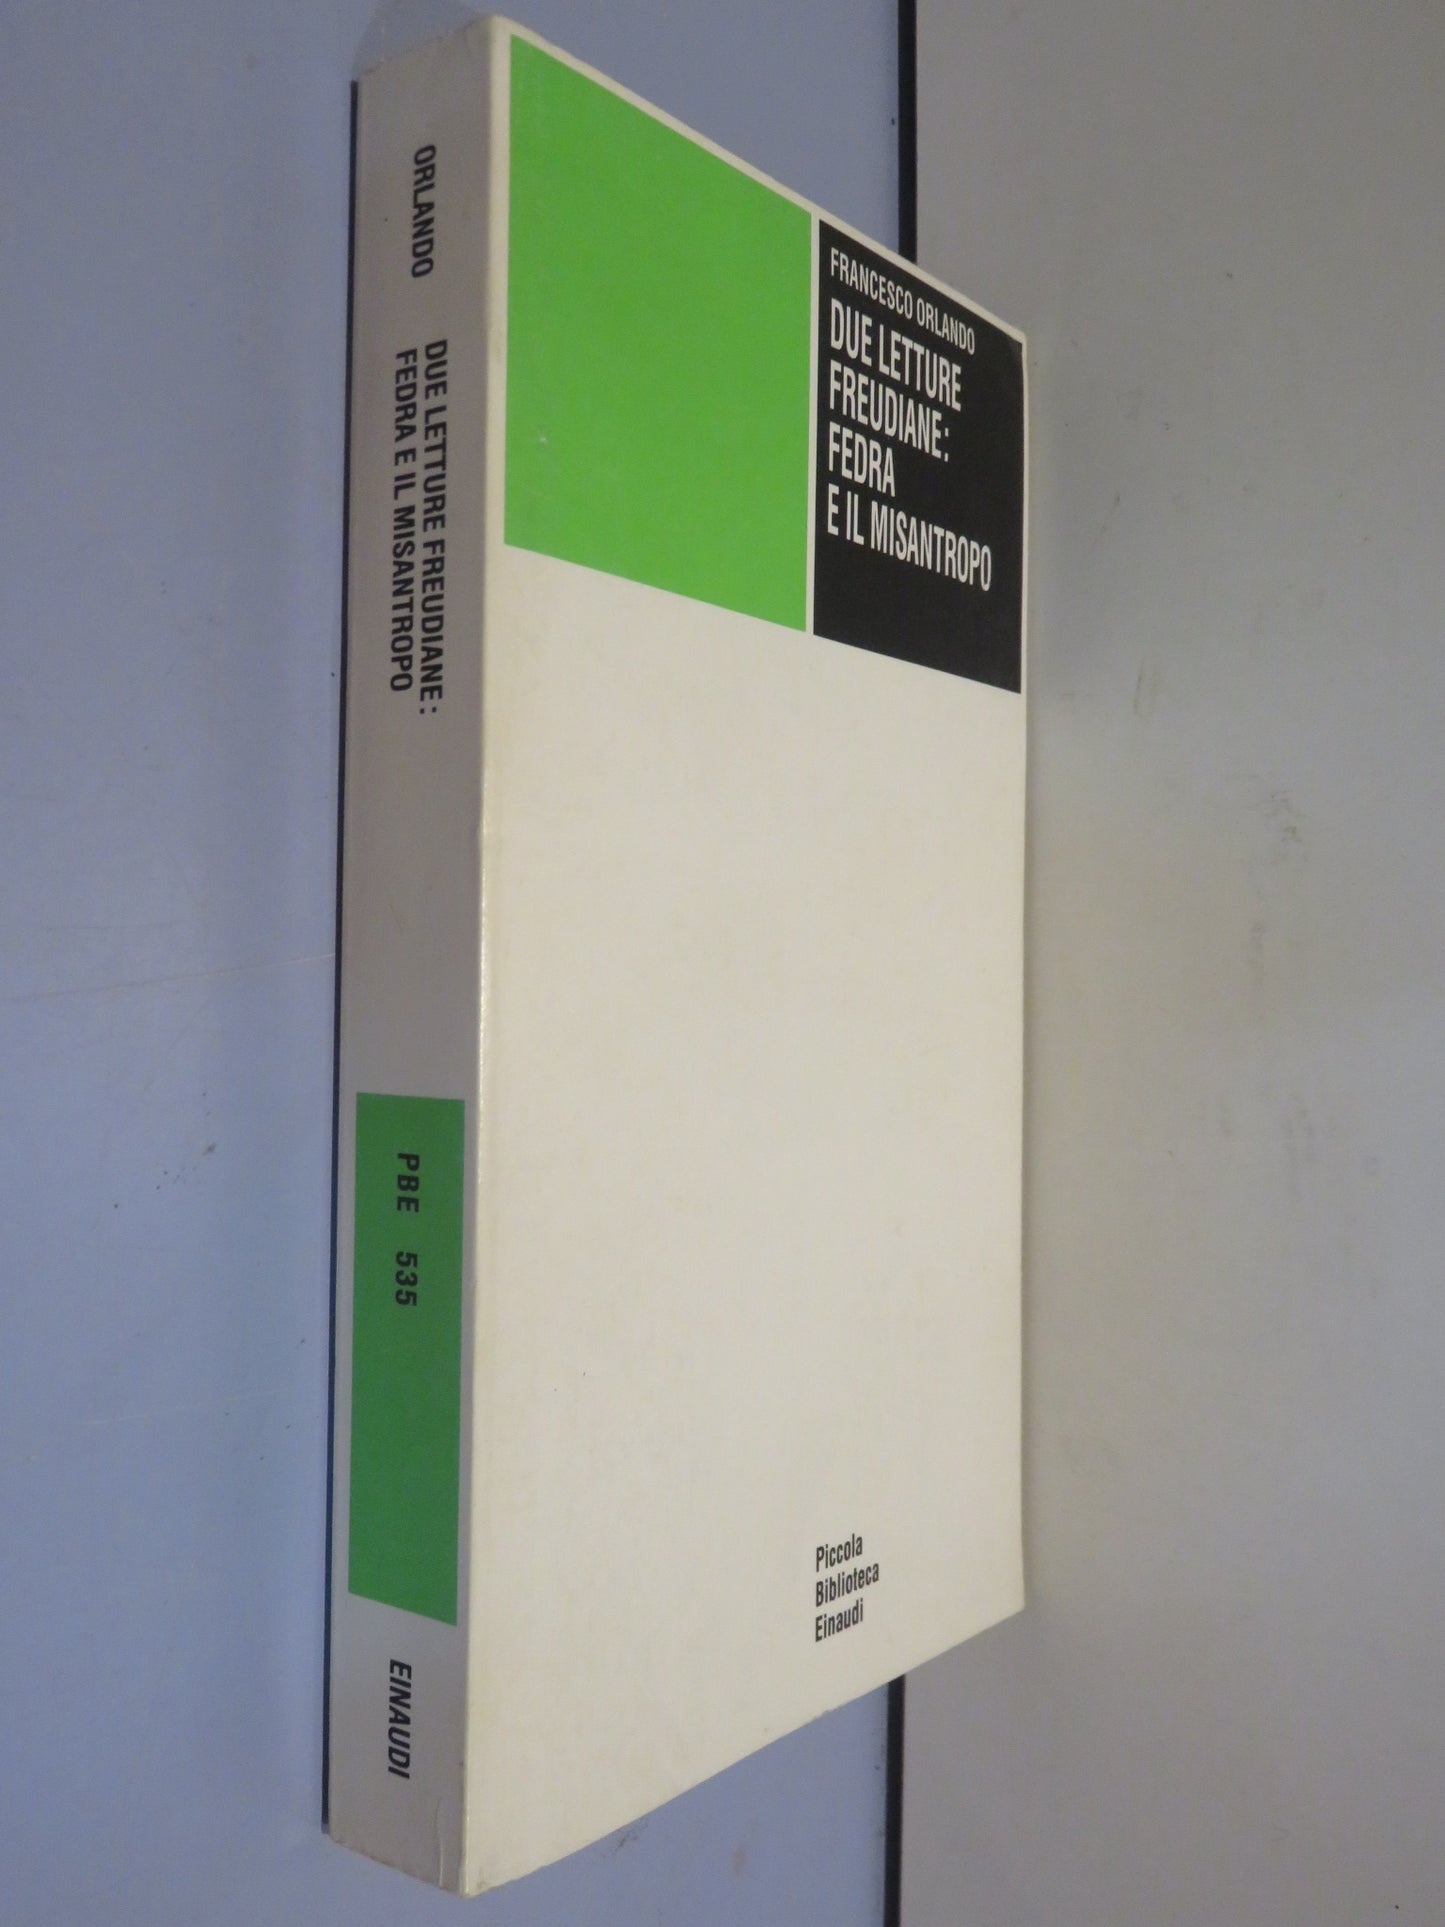 ORLANDO
DUE LETTURE FREUDIANE:
FEDRA E IL MISANTROPO
PBE 535
EINAUDI
FRANCESCO ORLANDO
DUE LETTURE
FREUDIANE:
FEDRA
E IL MISANTROPO
Piccola
Biblioteca
Einaudi